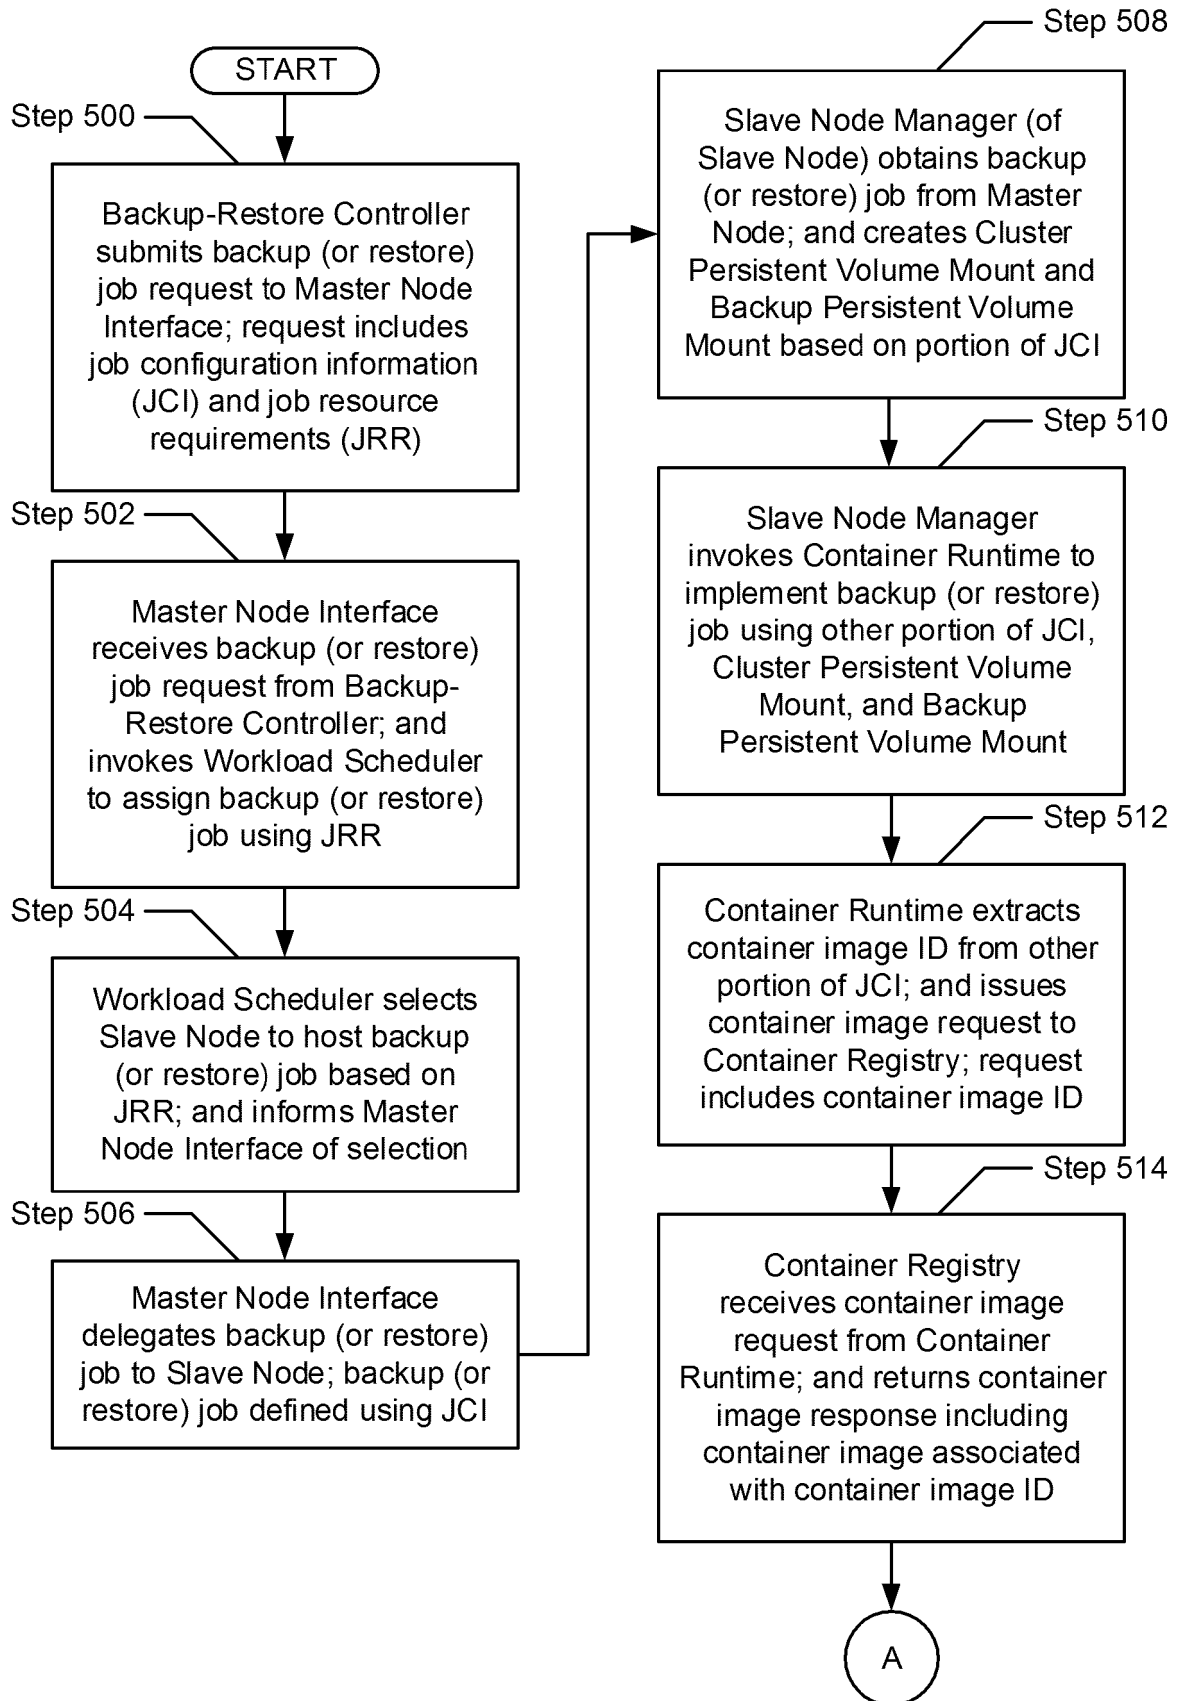 START
Step 500
Backup-Restore Controller
submits backup (or restore)
job request to Master Node
Interface; request includes
job configuration information
(JCI) and job resource
requirements (JRR)
Step 502
Master Node Interface
receives backup (or restore)
job request from Backup-
Restore Controller; and
invokes Workload Scheduler
to assign backup (or restore)
job using JRR
Step 504
Workload Scheduler selects
Slave Node to host backup
(or restore) job based on
JRR; and informs Master
Node Interface of selection
Step 506
Master Node Interface
delegates backup (or restore)
job to Slave Node; backup (or
restore) job defined using JCI
Step 508
Slave Node Manager (of
Slave Node) obtains backup
(or restore) job from Master
Node; and creates Cluster
Persistent Volume Mount and
Backup Persistent Volume
Mount based on portion of JCI
Step 510
Slave Node Manager
invokes Container Runtime to
implement backup (or restore)
job using other portion of JCI,
Cluster Persistent Volume
Mount, and Backup
Persistent Volume Mount
Step 512
Container Runtime extracts
container image ID from other
portion of JCI; and issues
container image request to
Container Registry; request
includes container image ID
Step 514
Container Registry
receives container image
request from Container
Runtime; and returns container
image response including
container image associated
with container image ID
A